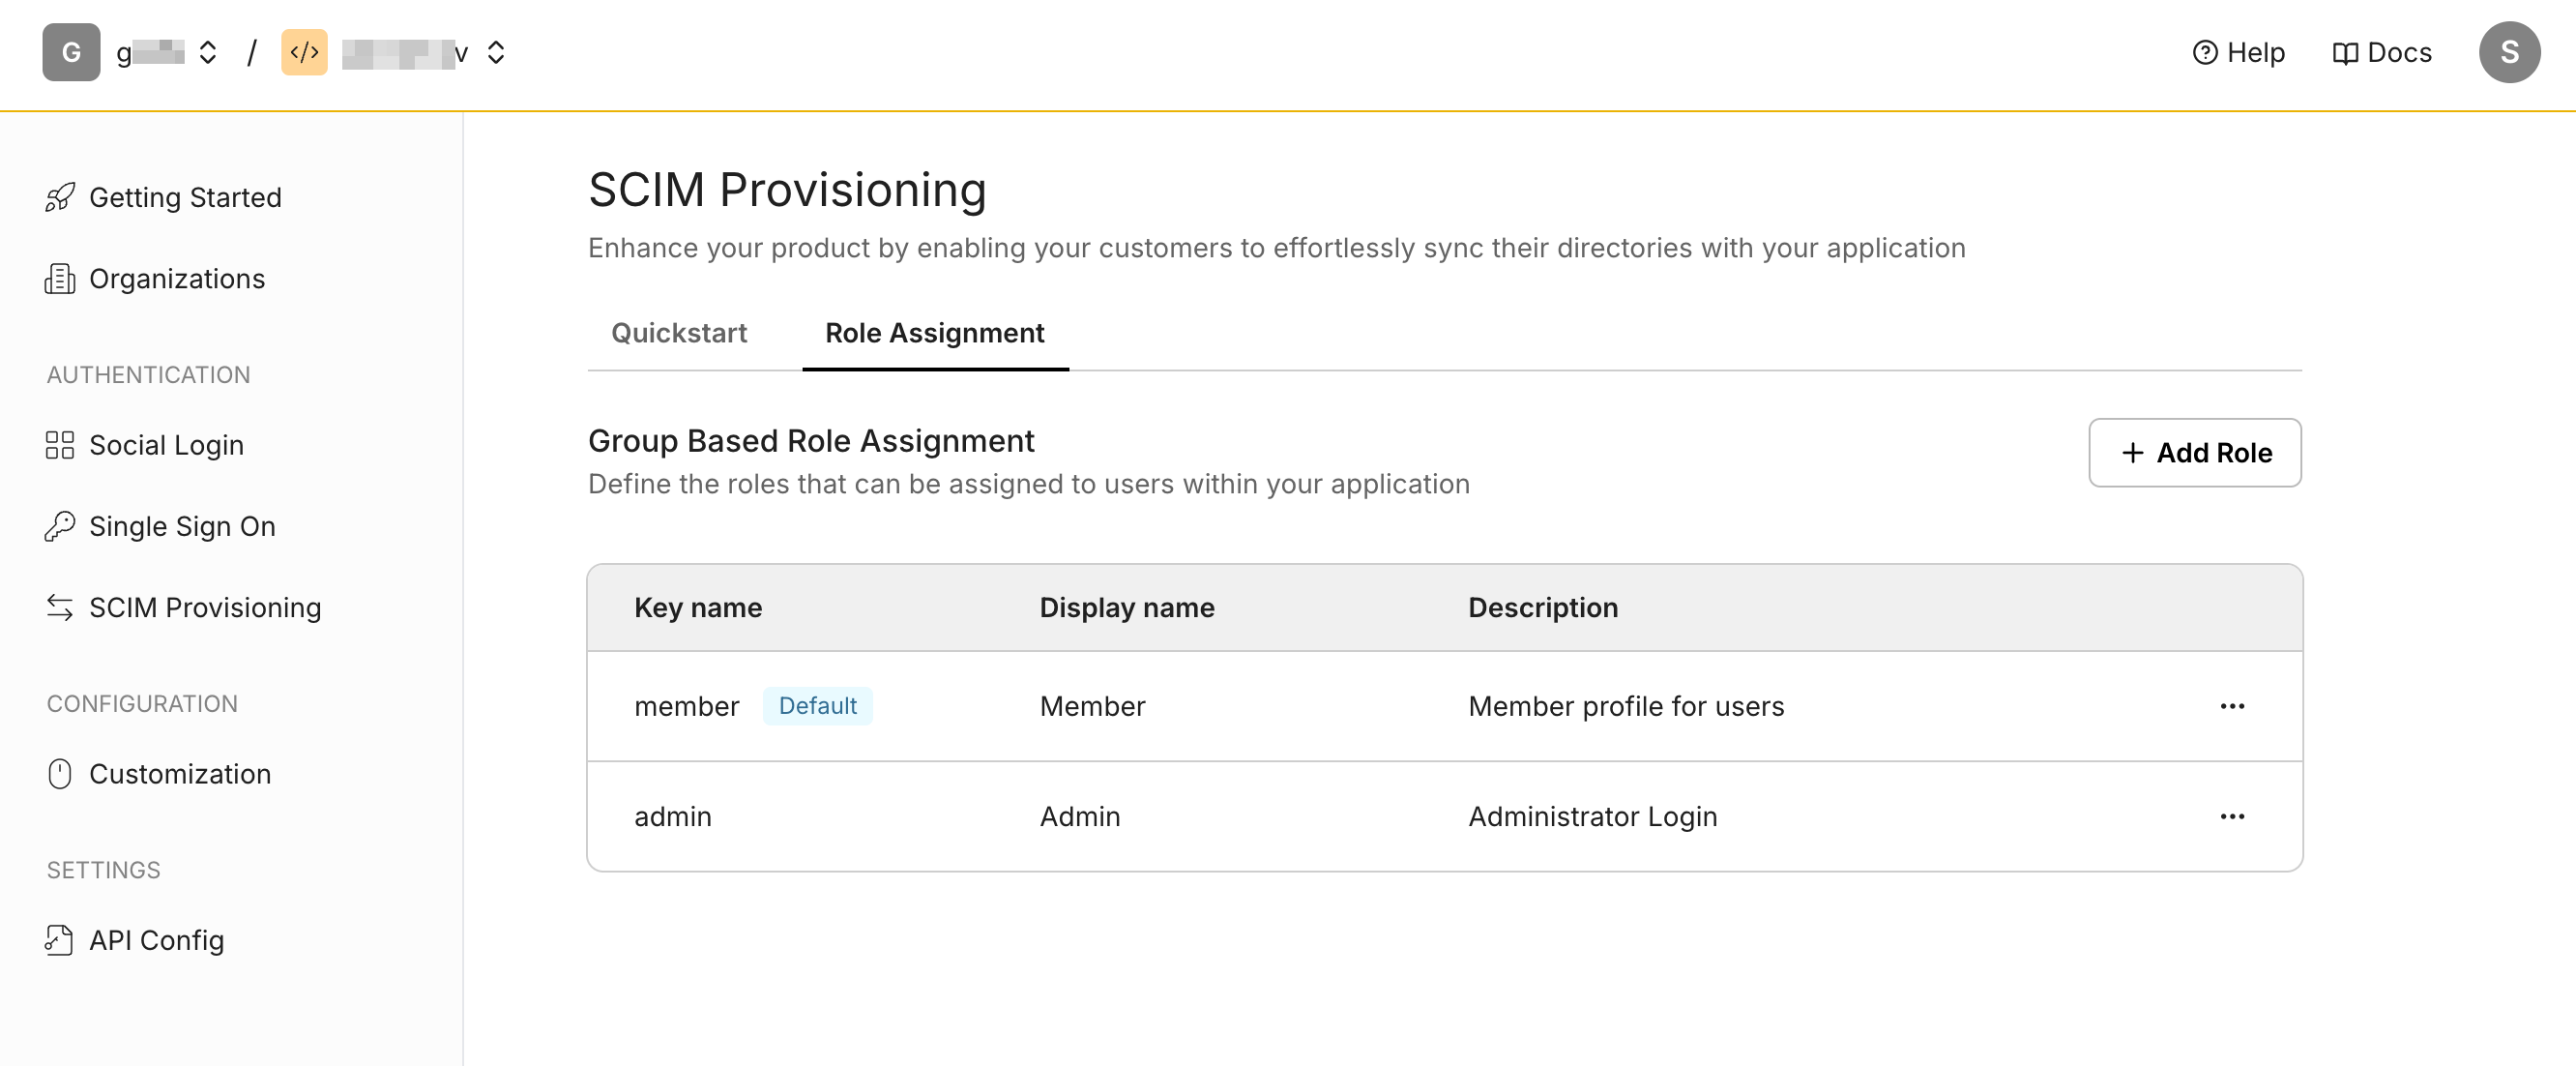 G / </> Help Docs S
Getting Started
Organizations
AUTHENTICATION
Social Login
Single Sign On
SCIM Provisioning
CONFIGURATION
Customization
SETTINGS
API Config
SCIM Provisioning
Enhance your product by enabling your customers to effortlessly sync their directories with your application
Quickstart Role Assignment
Group Based Role Assignment
Define the roles that can be assigned to users within your application
+ Add Role
Key name Display name Description
member Default Member Member profile for users ...
admin Admin Administrator Login ...